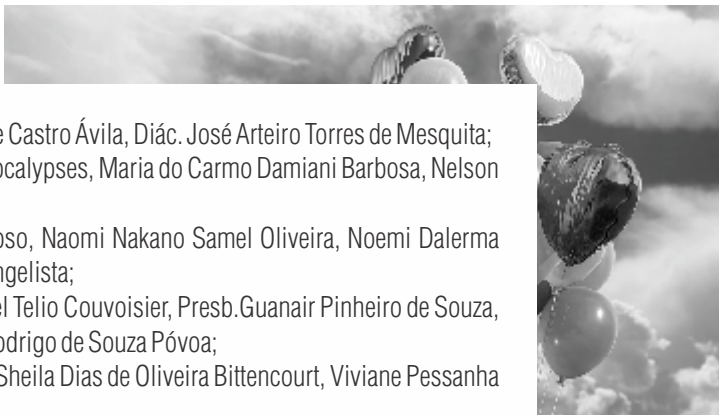 e Castro Ávila, Diác. José Arteiro Torres de Mesquita;
ocalypses, Maria do Carmo Damiani Barbosa, Nelson
oso, Naomi Nakano Samel Oliveira, Noemi Dalerma
ngelista;
el Telio Couvoisier, Presb.Guanair Pinheiro de Souza,
odrigo de Souza Póvoa;
Sheila Dias de Oliveira Bittencourt, Viviane Pessanha